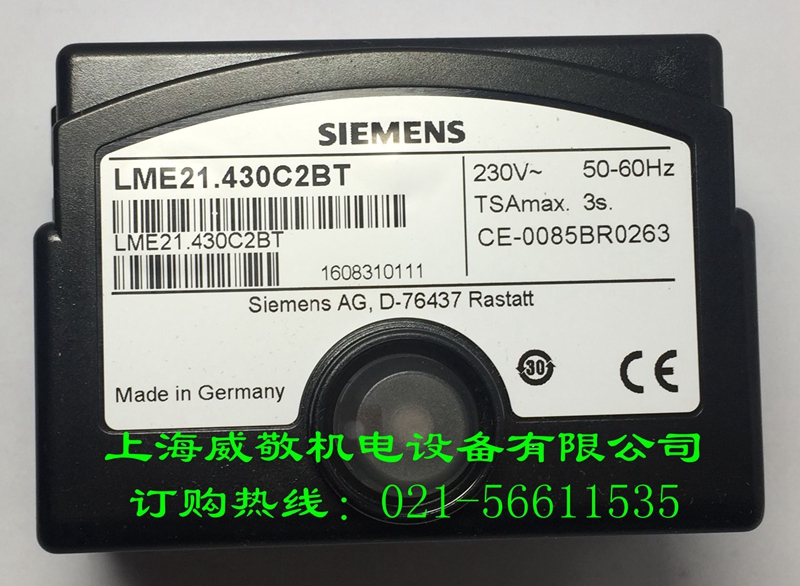 SIEMENS
LME21.430C2BT
LME21.430C2BT
1608310111
230V~ 50-60Hz
TSAmax. 3s.
CE-0085BR0263
Siemens AG, D-76437 Rastatt
Made in Germany
30
CE
上海威敬机电设备有限公司
订购热线：021-56611535